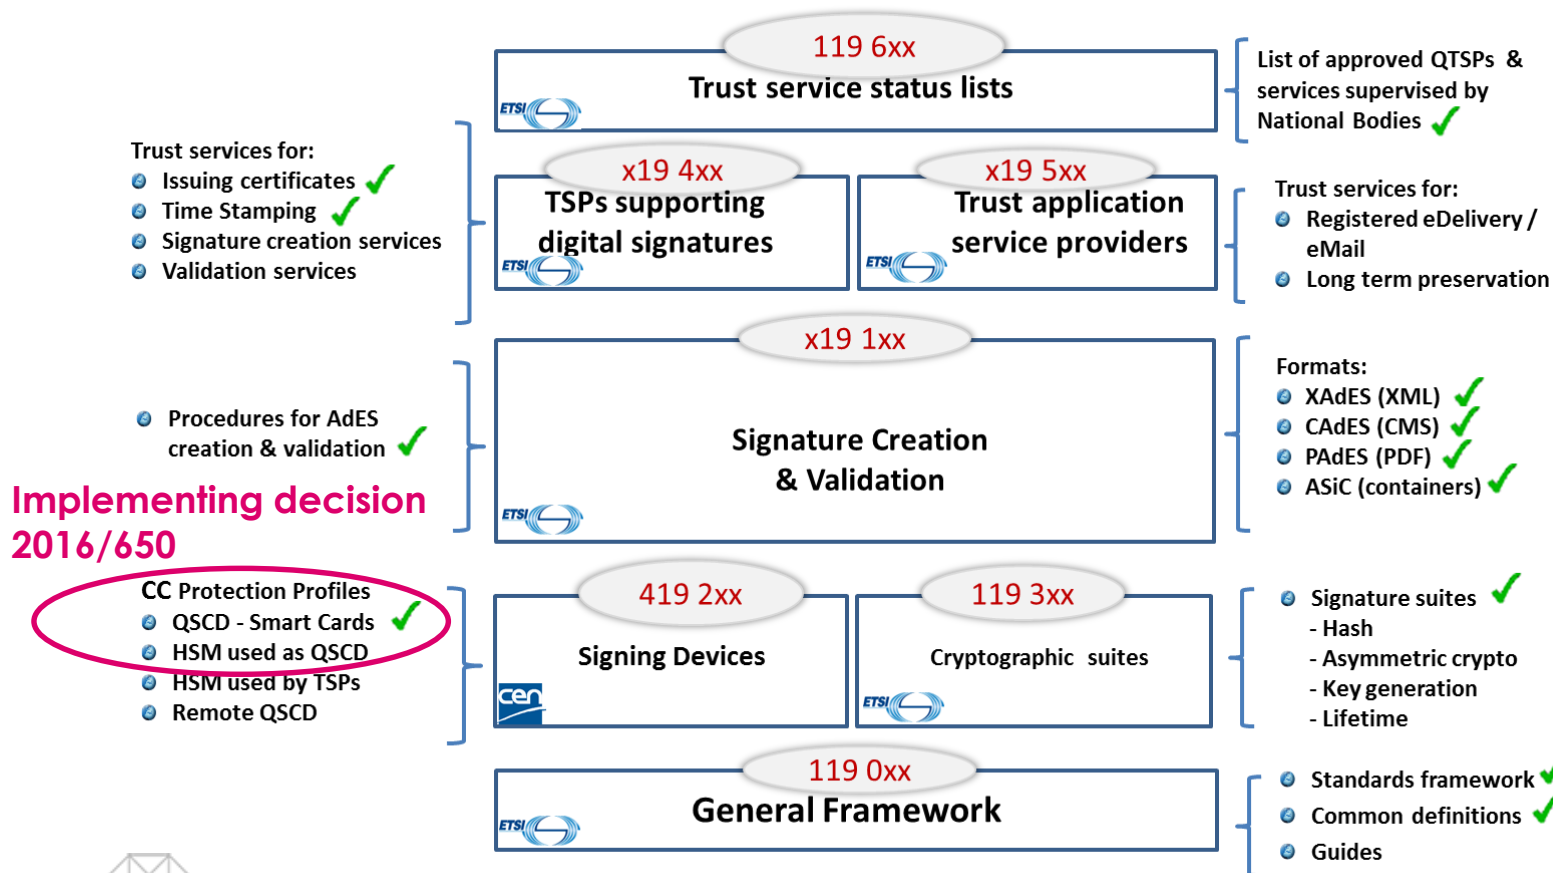 119 6xx
Trust service status lists
ETSI
List of approved QTSPs &
services supervised by
National Bodies
Trust services for:
Issuing certificates
Time Stamping
Signature creation services
Validation services
x19 4xx
TSPs supporting
digital signatures
ETSI
x19 5xx
Trust application
service providers
ETSI
Trust services for:
Registered eDelivery /
eMail
Long term preservation
Procedures for AdES
creation & validation
x19 1xx
Signature Creation
& Validation
ETSI
Formats:
XAdES (XML)
CAdES (CMS)
PAdES (PDF)
ASiC (containers)
Implementing decision
2016/650
CC Protection Profiles
QSCD - Smart Cards
HSM used as QSCD
HSM used by TSPs
Remote QSCD
419 2xx
Signing Devices
cen
119 3xx
Cryptographic suites
ETSI
Signature suites
- Hash
- Asymmetric crypto
- Key generation
- Lifetime
119 0xx
General Framework
ETSI
Standards framework
Common definitions
Guides